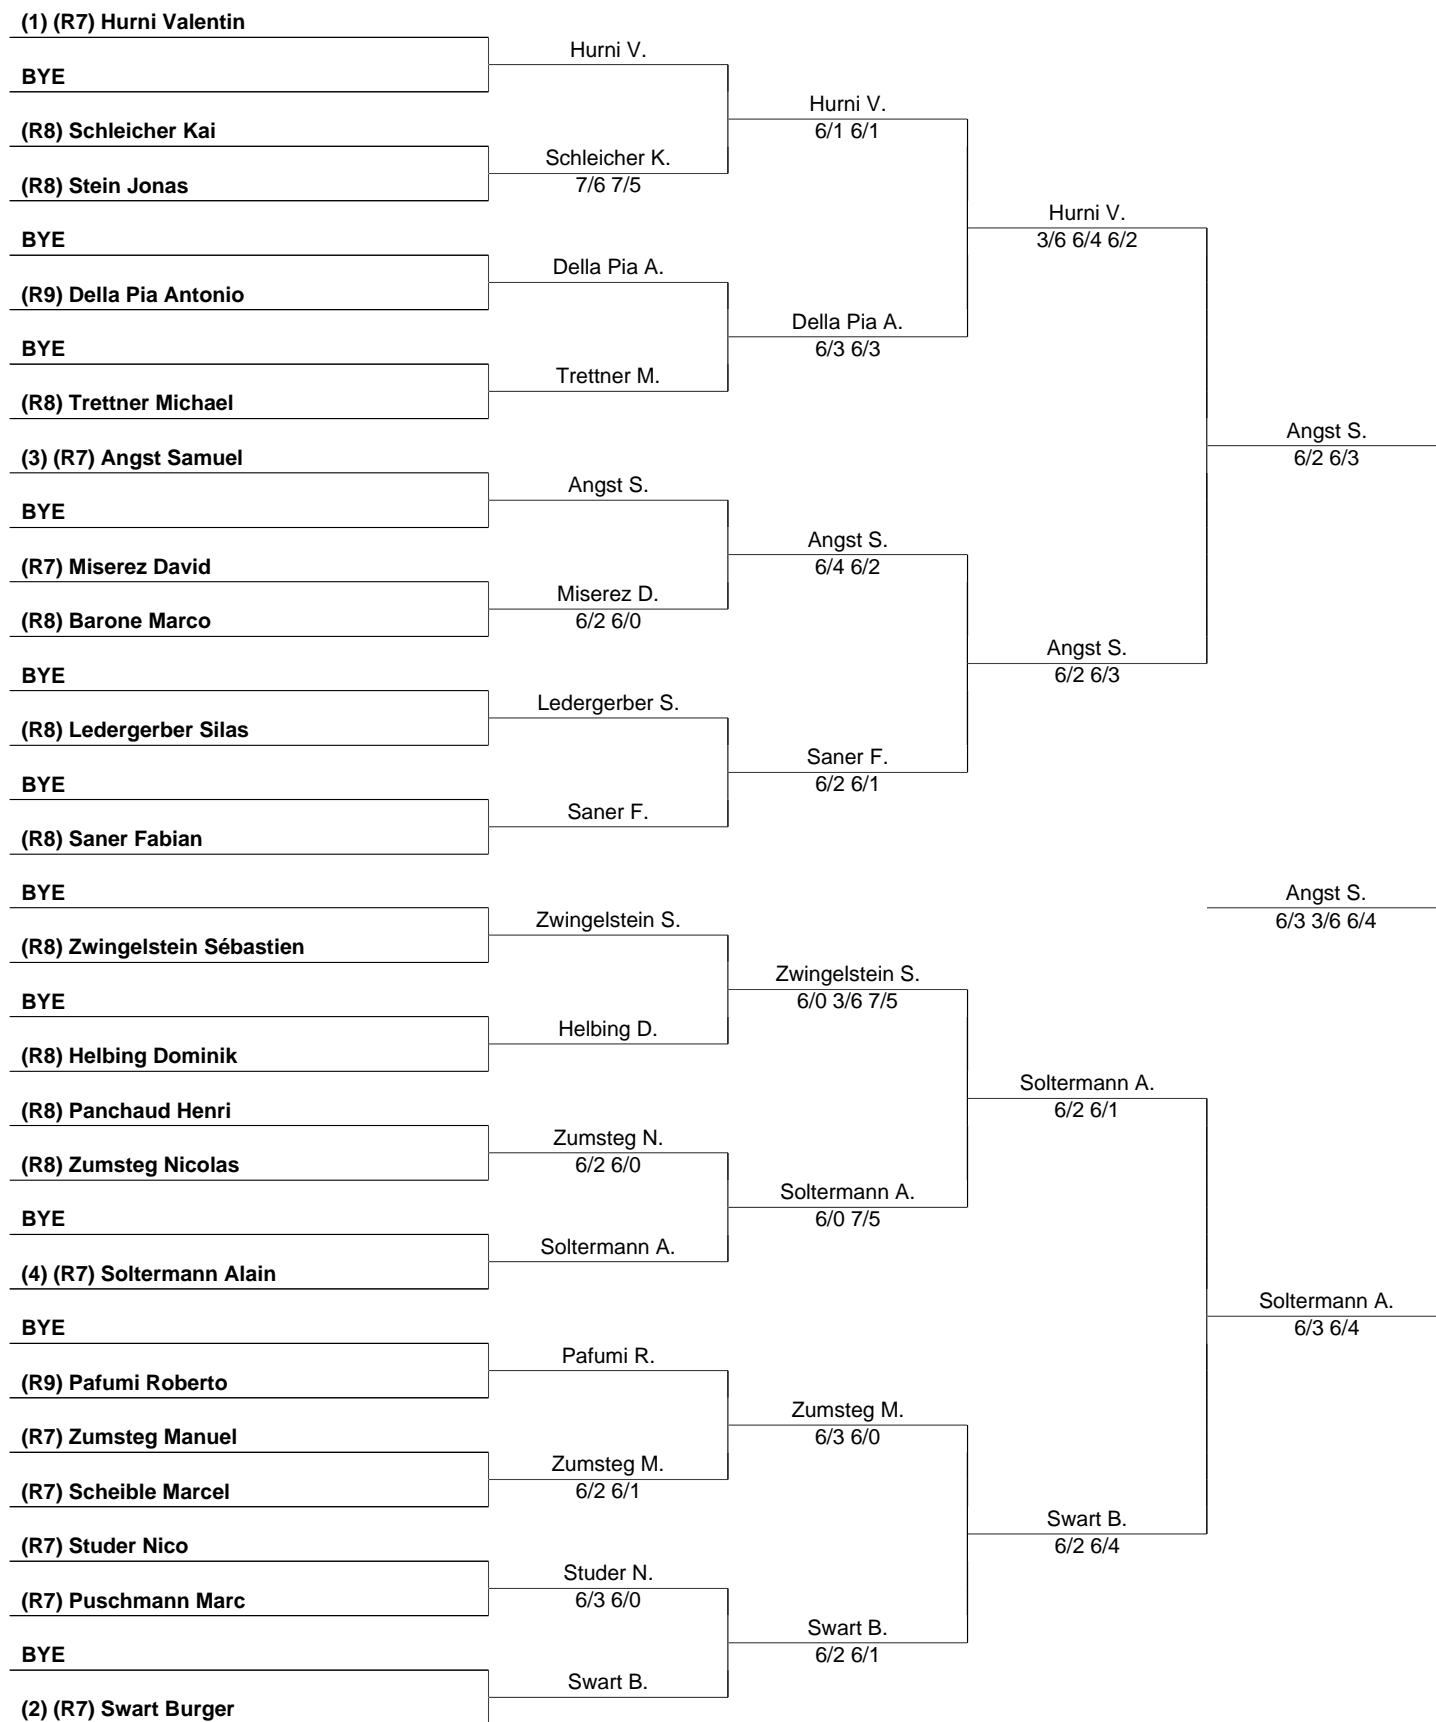 (1) (R7) Hurni Valentin
Hurni V.
BYE
Hurni V.
6/1 6/1
(R8) Schleicher Kai
Schleicher K.
7/6 7/5
(R8) Stein Jonas
Hurni V.
3/6 6/4 6/2
BYE
Della Pia A.
(R9) Della Pia Antonio
Della Pia A.
6/3 6/3
BYE
Trettner M.
(R8) Trettner Michael
Angst S.
6/2 6/3
(3) (R7) Angst Samuel
Angst S.
BYE
Angst S.
6/4 6/2
(R7) Miserez David
Miserez D.
6/2 6/0
(R8) Barone Marco
Angst S.
6/2 6/3
BYE
Ledergerber S.
(R8) Ledergerber Silas
Saner F.
6/2 6/1
BYE
Saner F.
(R8) Saner Fabian
BYE
Angst S.
6/3 3/6 6/4
Zwingelstein S.
(R8) Zwingelstein Sébastien
Zwingelstein S.
6/0 3/6 7/5
BYE
Helbing D.
(R8) Helbing Dominik
Soltermann A.
6/2 6/1
(R8) Panchaud Henri
Zumsteg N.
6/2 6/0
(R8) Zumsteg Nicolas
Soltermann A.
6/0 7/5
BYE
Soltermann A.
(4) (R7) Soltermann Alain
Soltermann A.
6/3 6/4
BYE
Pafumi R.
(R9) Pafumi Roberto
Zumsteg M.
6/3 6/0
(R7) Zumsteg Manuel
Zumsteg M.
6/2 6/1
(R7) Scheible Marcel
Swart B.
6/2 6/4
(R7) Studer Nico
Studer N.
6/3 6/0
(R7) Puschmann Marc
Swart B.
6/2 6/1
BYE
Swart B.
(2) (R7) Swart Burger